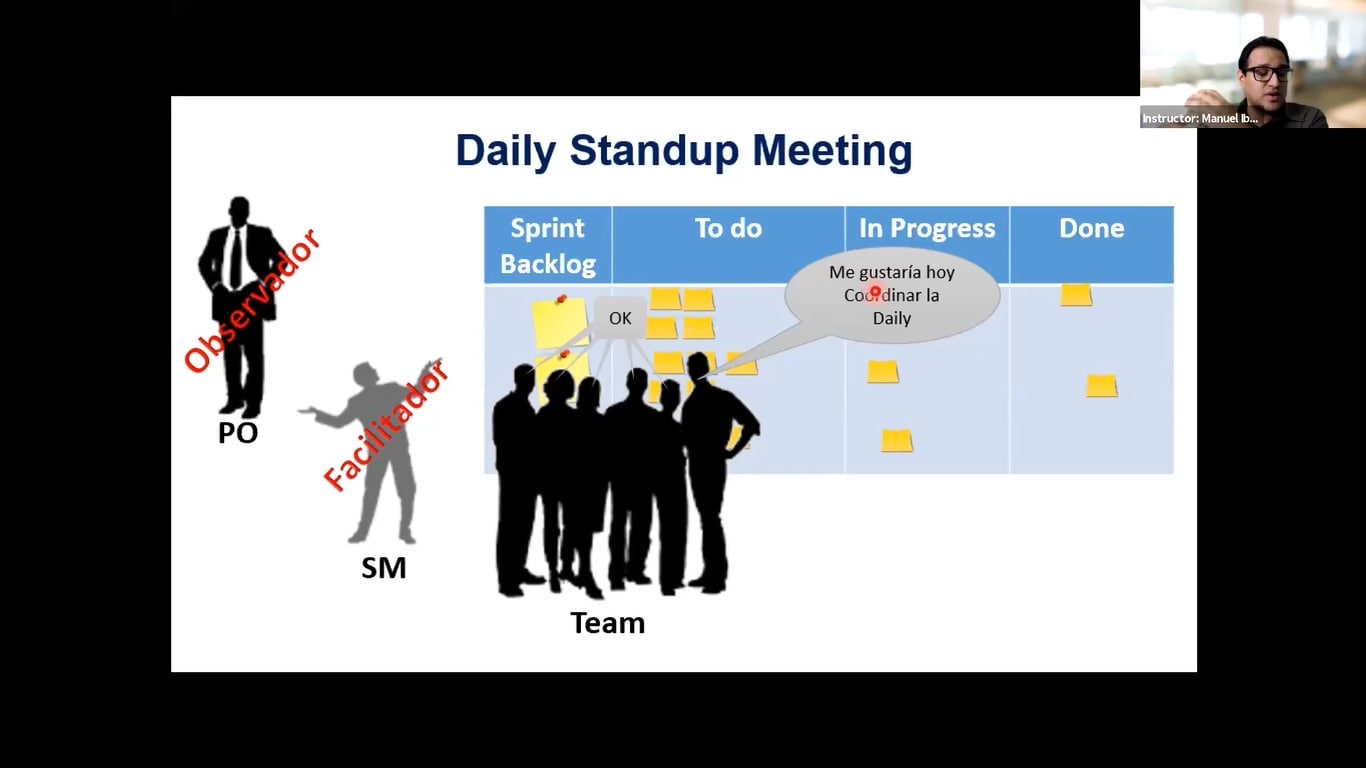 Instructor: Manuel Ib...
Daily Standup Meeting
Sprint
Backlog
To do
In Progress
Done
Observador
PO
Facilitador
SM
OK
Me gustaría hoy
Coordinar la
Daily
Team